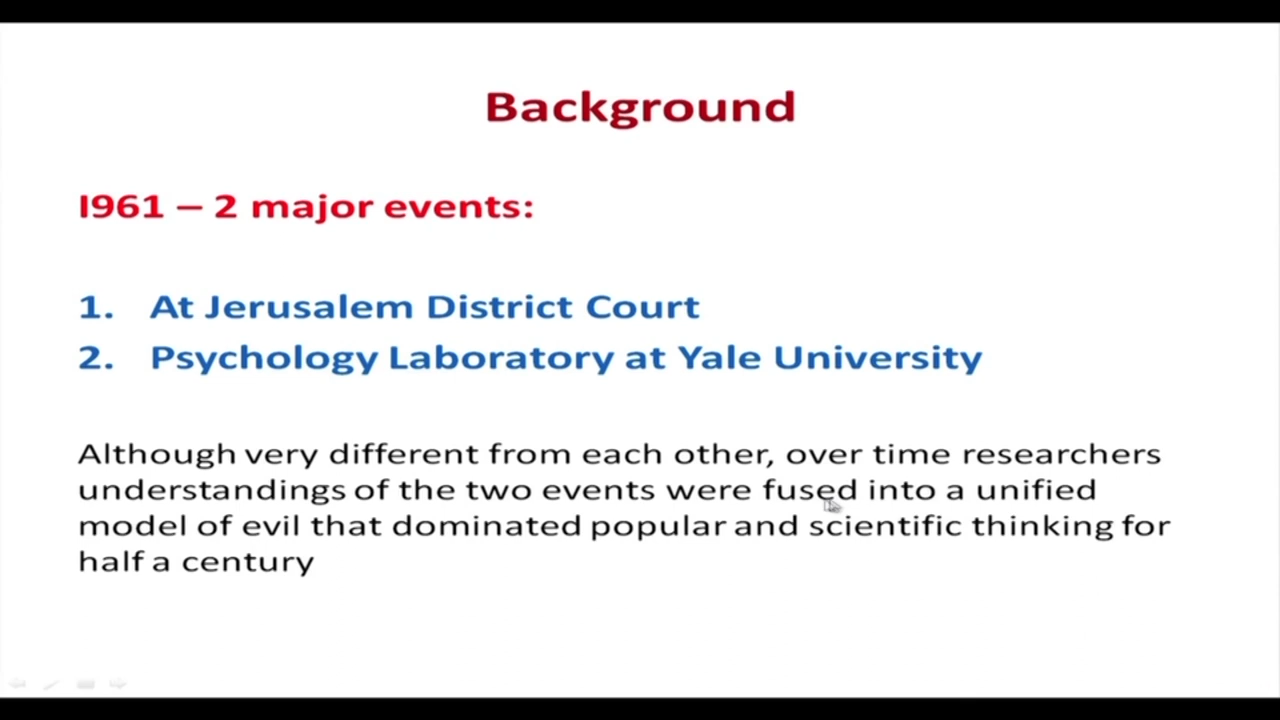 Background
I961 – 2 major events:
1. At Jerusalem District Court
2. Psychology Laboratory at Yale University
Although very different from each other, over time researchers
understandings of the two events were fused into a unified
model of evil that dominated popular and scientific thinking for
half a century